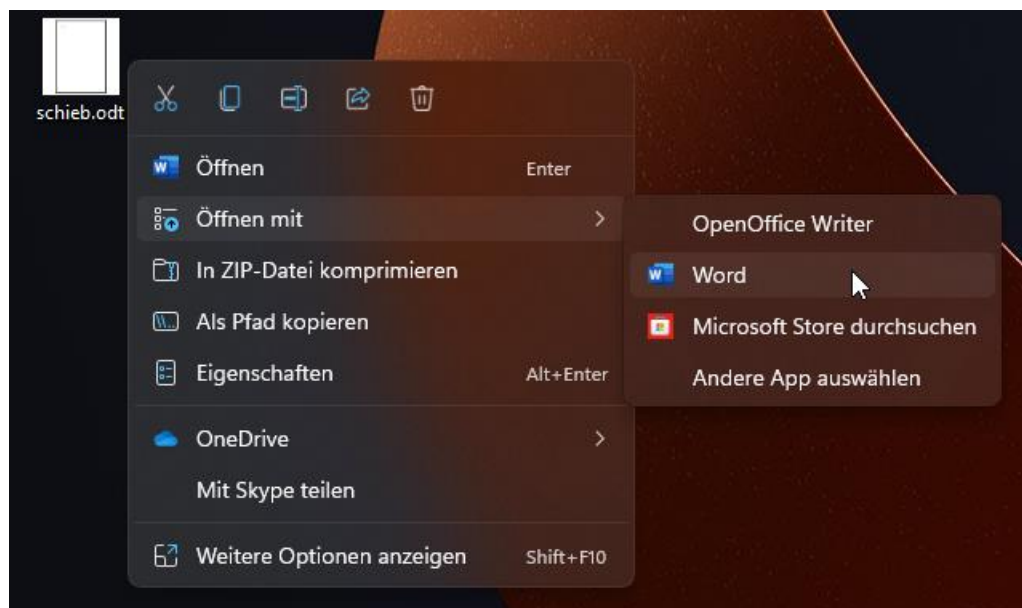 schieb.odt
Öffnen Enter
Öffnen mit
In ZIP-Datei komprimieren
Als Pfad kopieren
Eigenschaften Alt+Enter
OneDrive
Mit Skype teilen
Weitere Optionen anzeigen Shift+F10
OpenOffice Writer
Word
Microsoft Store durchsuchen
Andere App auswählen